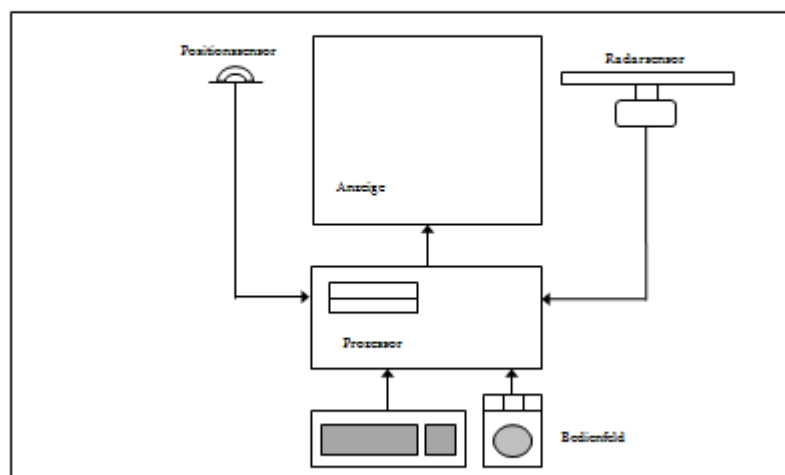 Positionssensor
Radarsensor
Anzeige
Prozessor
Bedienfeld